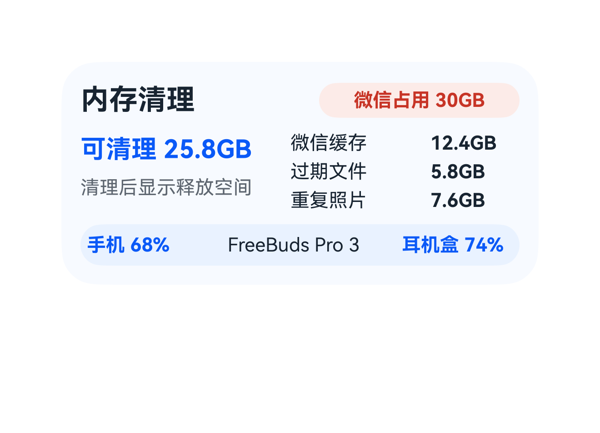 内存清理
微信占用 30GB
可清理 25.8GB
清理后显示释放空间
微信缓存 12.4GB
过期文件 5.8GB
重复照片 7.6GB
手机 68% FreeBuds Pro 3 耳机盒 74%